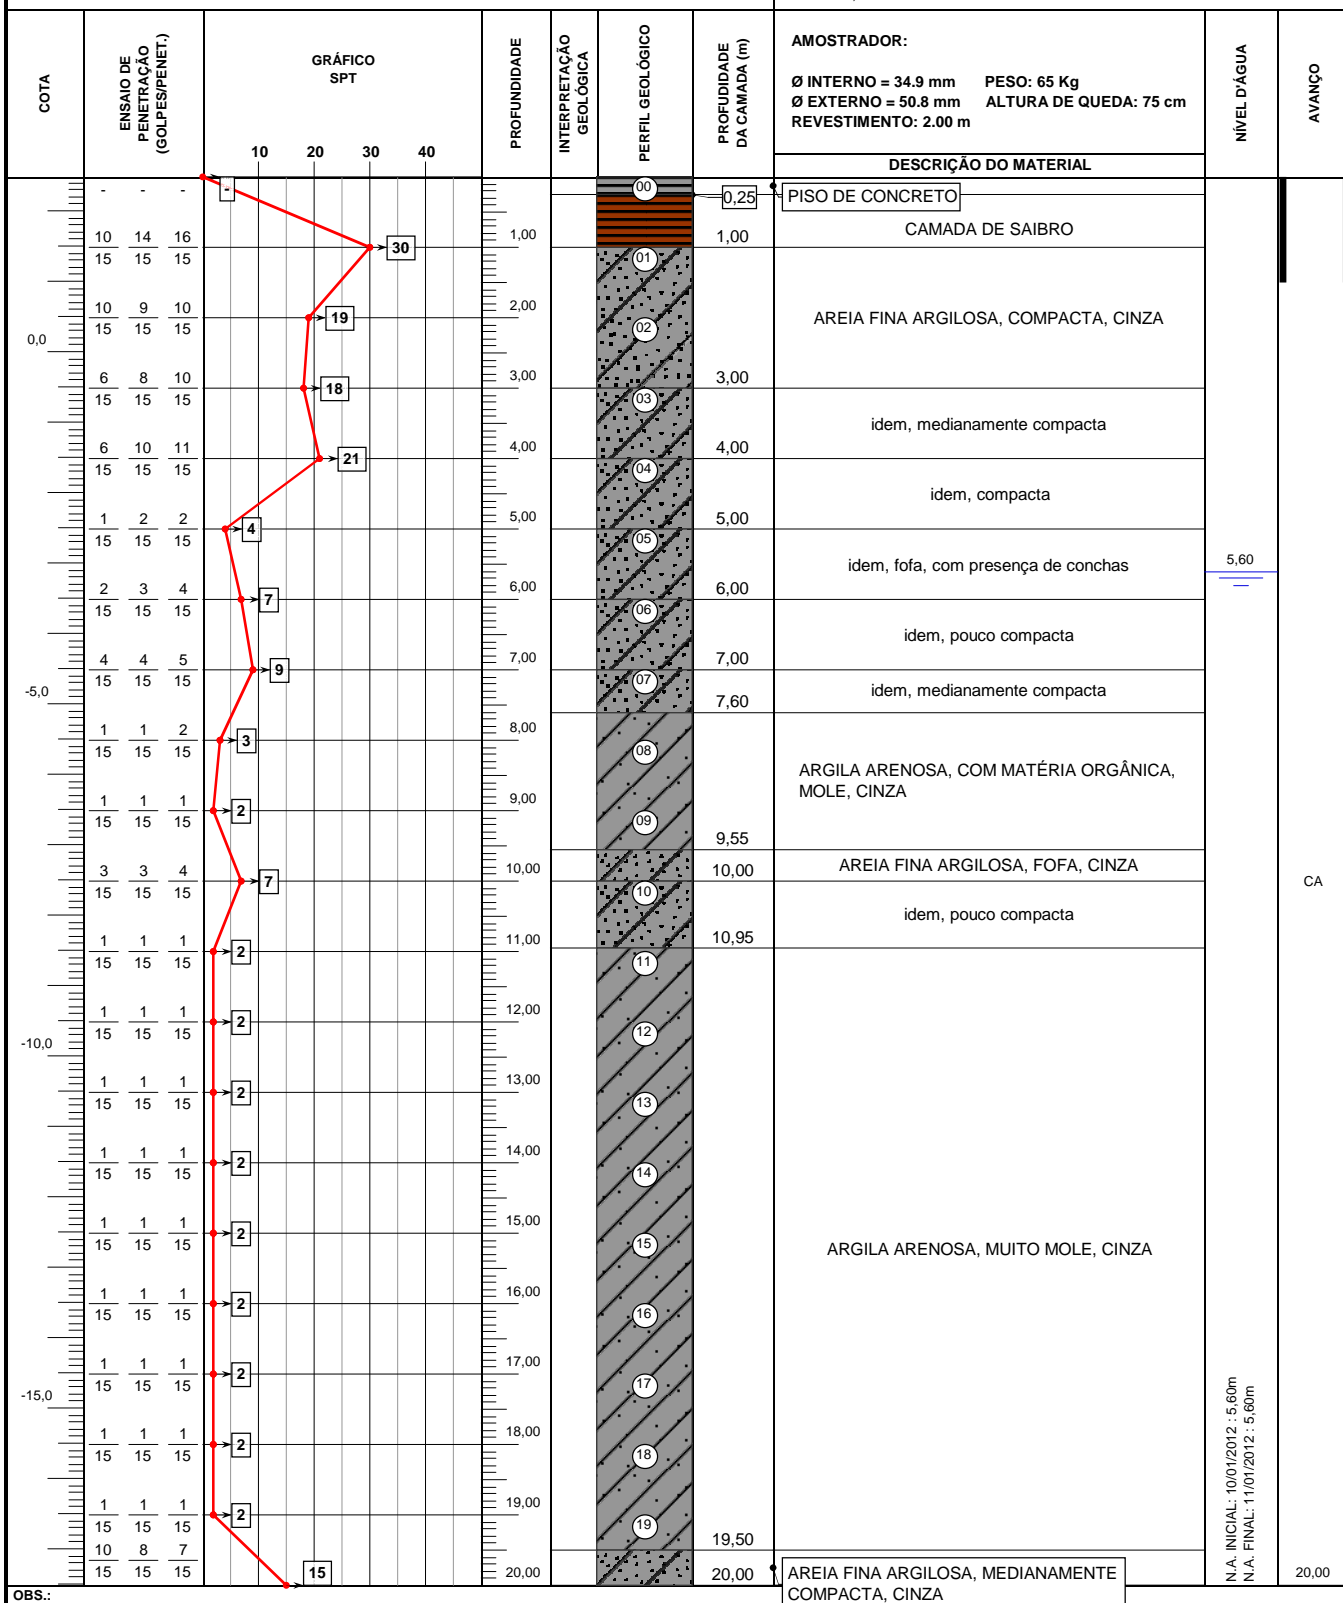 COTA
ENSAIO DE
PENETRAÇÃO
(GOLPES/PENET.)
GRÁFICO
SPT
10 20 30 40
PROFUNDIDADE
INTERPRETAÇÃO
GEOLÓGICA
PERFIL GEOLÓGICO
PROFUDIDADE
DA CAMADA (m)
AMOSTRADOR:
Ø INTERNO = 34.9 mm PESO: 65 Kg
Ø EXTERNO = 50.8 mm ALTURA DE QUEDA: 75 cm
REVESTIMENTO: 2.00 m
DESCRIÇÃO DO MATERIAL
NÍVEL D'ÁGUA
AVANÇO
- - - - 00 0,25 PISO DE CONCRETO
10 14 16 1,00 1,00 CAMADA DE SAIBRO
15 15 15 30 01
10 9 10 2,00
15 15 15 19 02 AREIA FINA ARGILOSA, COMPACTA, CINZA
0,0
6 8 10 3,00 3,00
15 15 15 18 03
idem, medianamente compacta
6 10 11 4,00 4,00
15 15 15 21 04
idem, compacta
1 2 2 5,00 5,00
15 15 15 4 05
idem, fofa, com presença de conchas 5,60
2 3 4 6,00 6,00
15 15 15 7 06
idem, pouco compacta
4 4 5 7,00 7,00
15 15 15 9 07
-5,0 idem, medianamente compacta
7,60
1 1 2 8,00
15 15 15 3 08
ARGILA ARENOSA, COM MATÉRIA ORGÂNICA,
MOLE, CINZA
1 1 1 9,00
15 15 15 2 09
9,55
3 3 4 10,00 10,00 AREIA FINA ARGILOSA, FOFA, CINZA
15 15 15 7 10 CA
idem, pouco compacta
1 1 1 11,00 10,95
15 15 15 2 11
1 1 1 12,00
15 15 15 2 12
-10,0
1 1 1 13,00
15 15 15 2 13
1 1 1 14,00
15 15 15 2 14
1 1 1 15,00
15 15 15 2 15 ARGILA ARENOSA, MUITO MOLE, CINZA
1 1 1 16,00
15 15 15 2 16
1 1 1 17,00
15 15 15 2 17
-15,0
1 1 1 18,00
15 15 15 2 18
1 1 1 19,00
15 15 15 2 19
19,50
10 8 7
15 15 15 15 20,00 20,00 AREIA FINA ARGILOSA, MEDIANAMENTE
COMPACTA, CINZA
N.A. INICIAL: 10/01/2012 : 5,60m
N.A. FINAL: 11/01/2012 : 5,60m
20,00
OBS.: